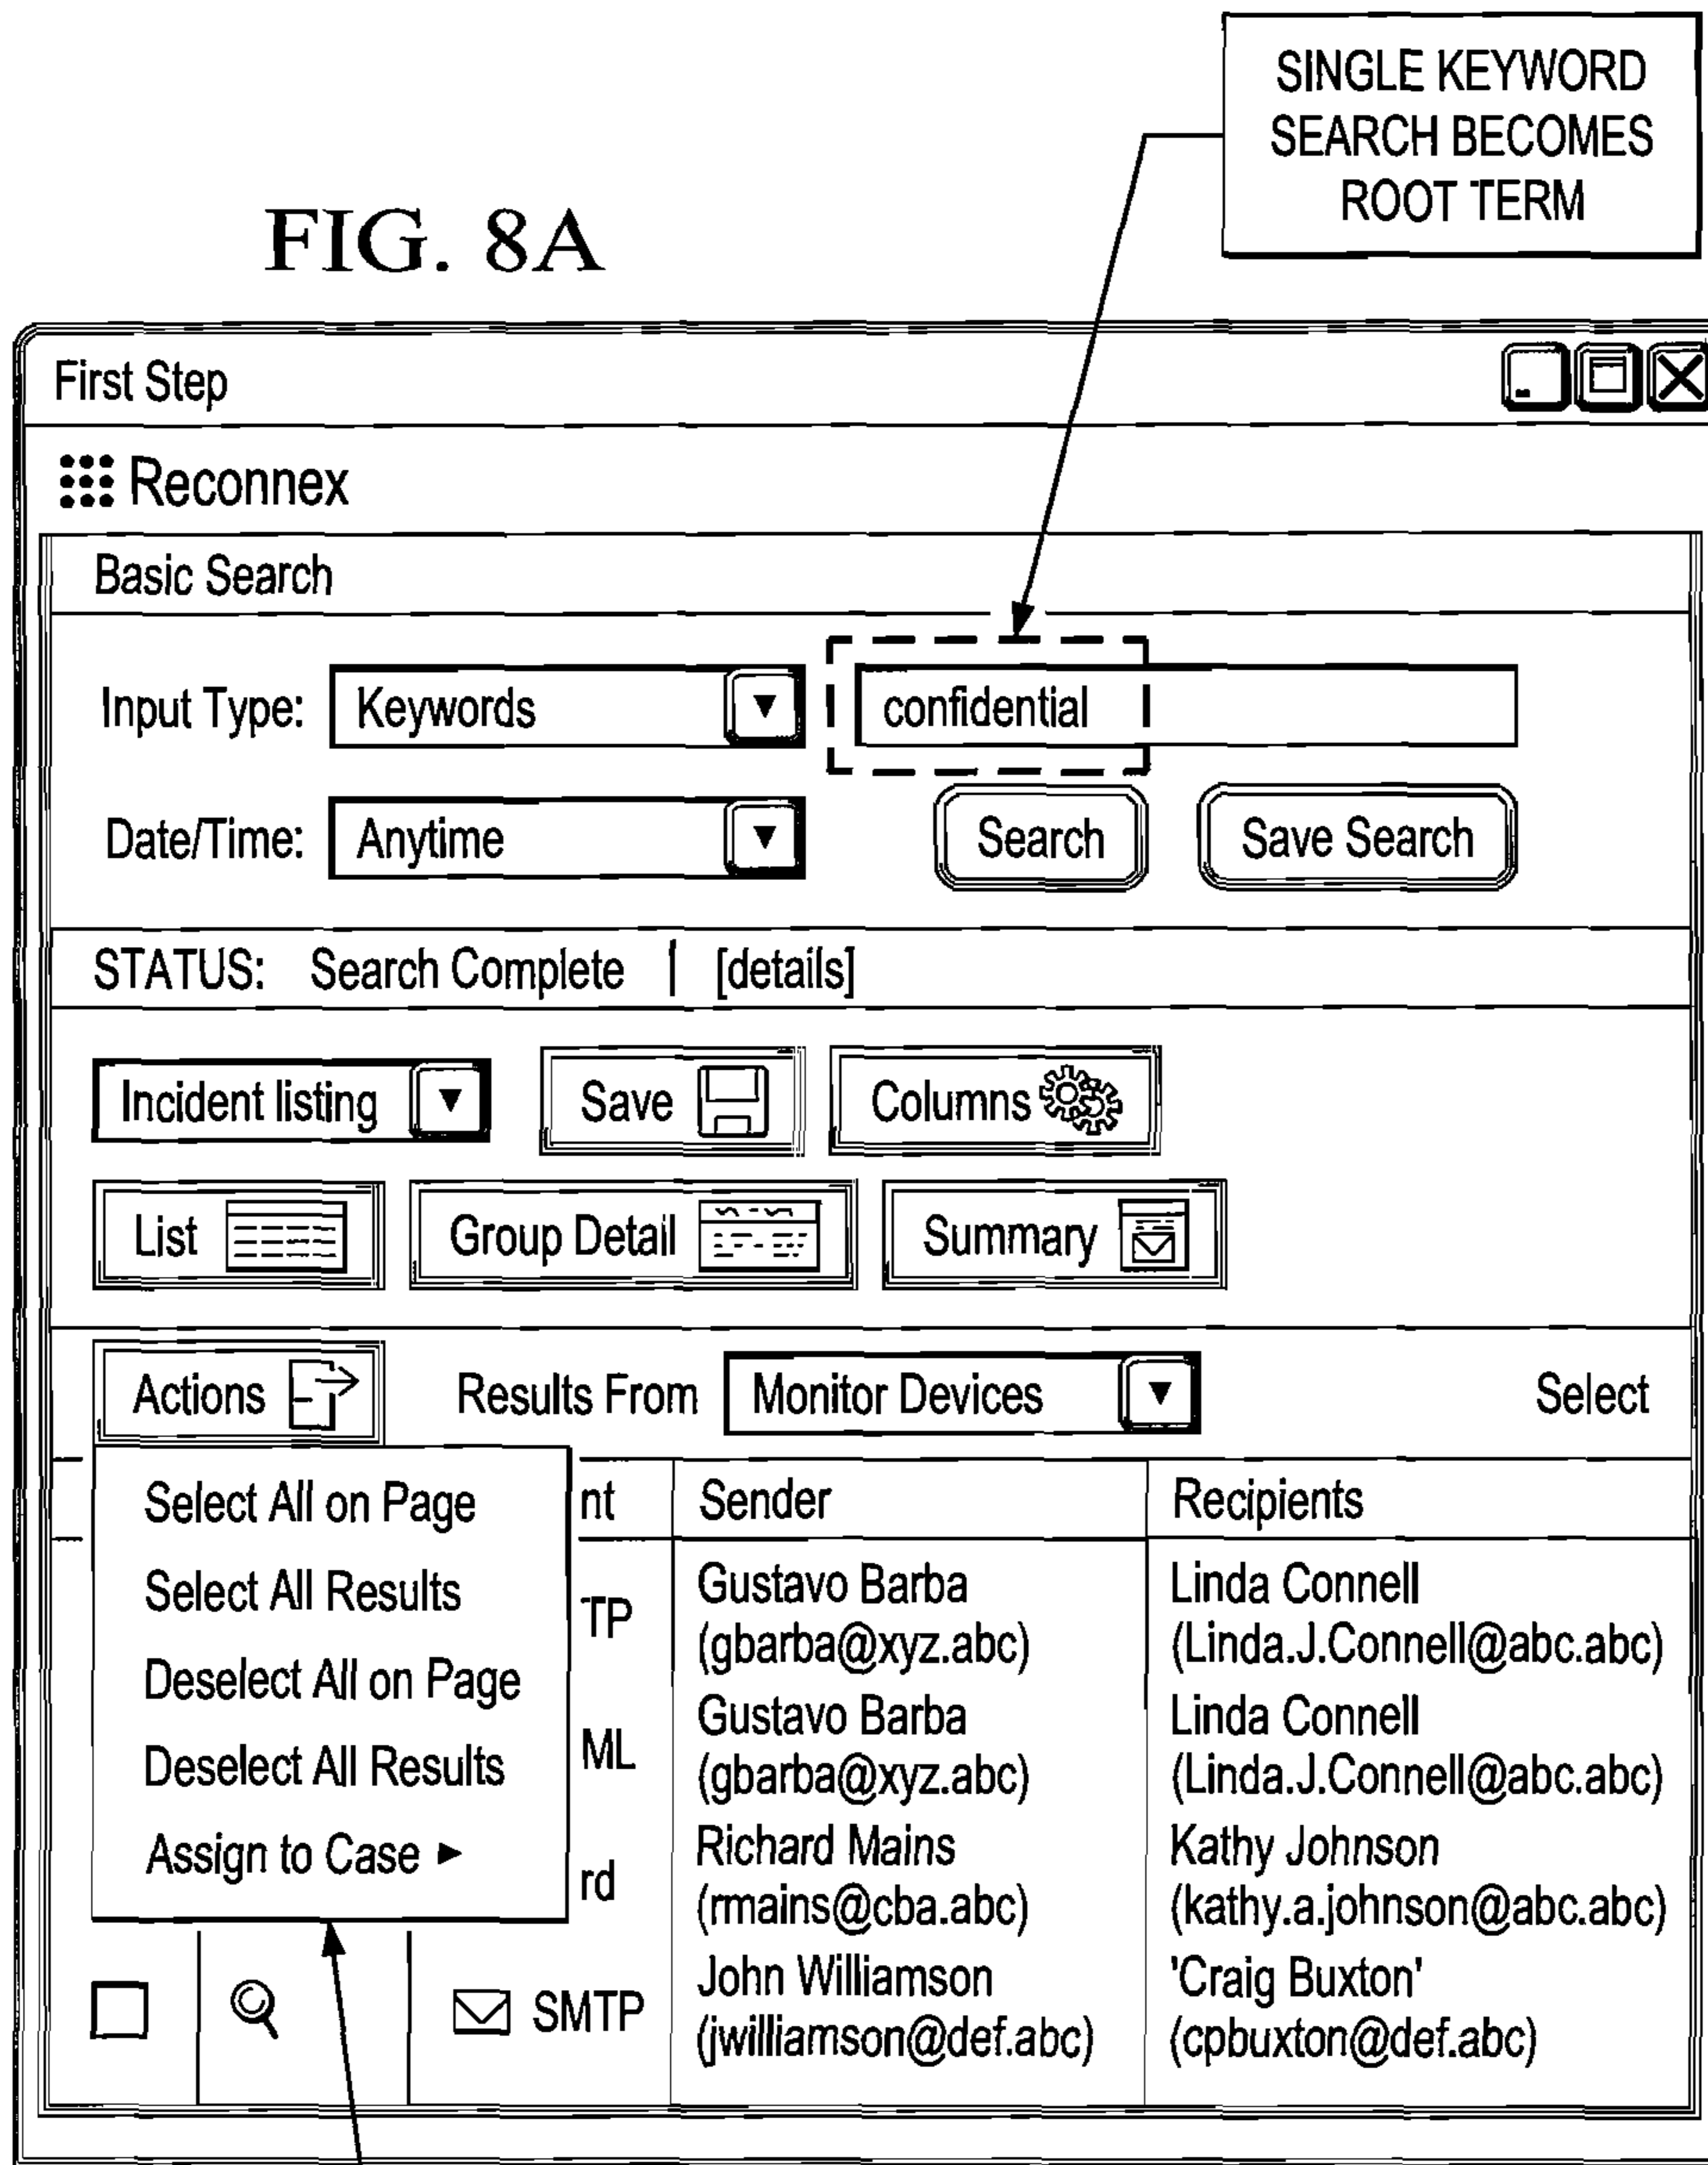 SINGLE KEYWORD
SEARCH BECOMES
ROOT TERM
FIG. 8A
First Step
Reconnex
Basic Search
Input Type: Keywords confidential
Date/Time: Anytime Search Save Search
STATUS: Search Complete | [details]
Incident listing Save Columns
List Group Detail Summary
Actions Results From Monitor Devices Select
Select All on Page nt Sender Recipients
Select All Results TP Gustavo Barba Linda Connell
(gbarba@xyz.abc) (Linda.J.Connell@abc.abc)
Deselect All on Page Gustavo Barba Linda Connell
Deselect All Results ML (gbarba@xyz.abc) (Linda.J.Connell@abc.abc)
Assign to Case ► rd Richard Mains Kathy Johnson
(rmains@cba.abc) (kathy.a.johnson@abc.abc)
SMTP John Williamson 'Craig Buxton'
(jwilliamson@def.abc) (cpbuxton@def.abc)